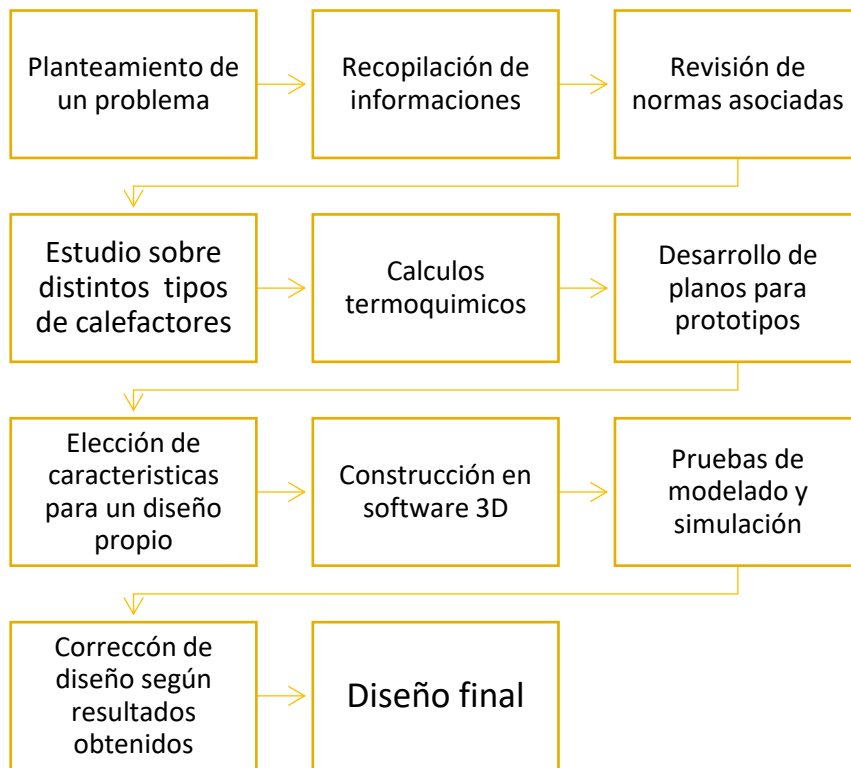 Planteamiento de
un problema
Recopilación de
informaciones
Revisión de
normas asociadas
Estudio sobre
distintos tipos
de calefactores
Calculos
termoquimicos
Desarrollo de
planos para
prototipos
Elección de
caracteristicas
para un diseño
propio
Construcción en
software 3D
Pruebas de
modelado y
simulación
Correccón de
diseño según
resultados
obtenidos
Diseño final